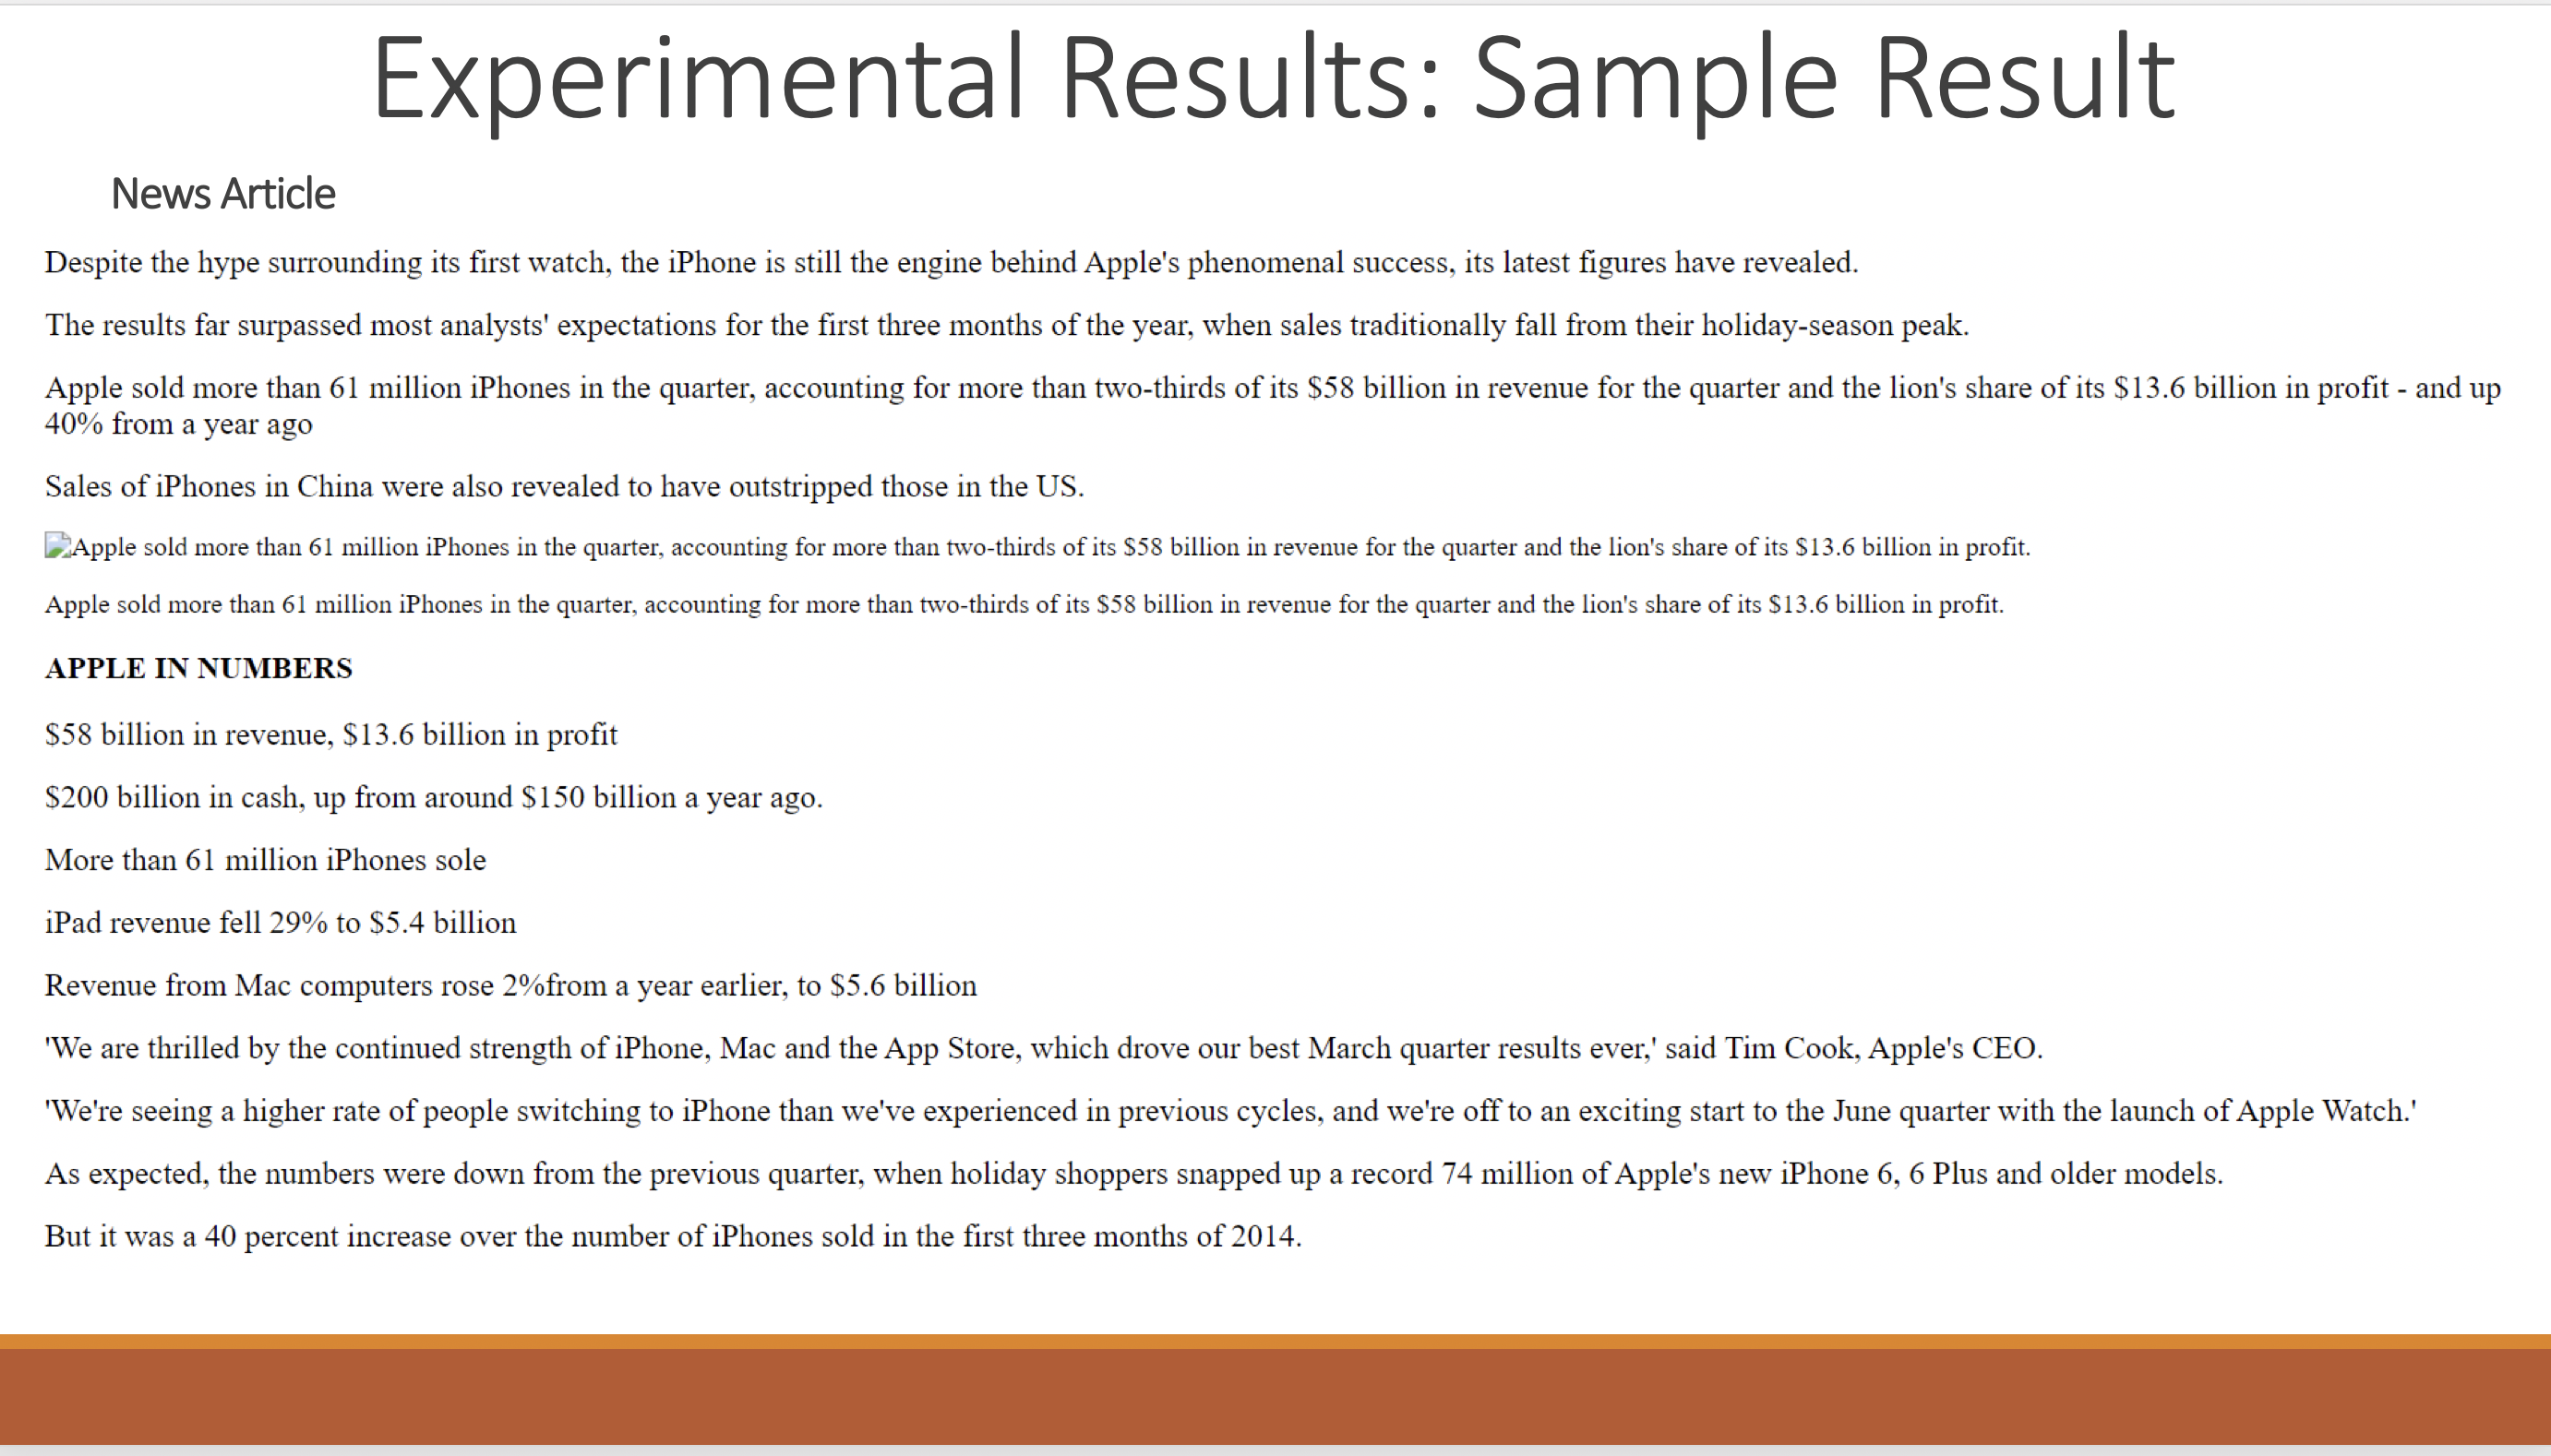 Experimental Results: Sample Result
News Article
Despite the hype surrounding its first watch, the iPhone is still the engine behind Apple's phenomenal success, its latest figures have revealed.
The results far surpassed most analysts' expectations for the first three months of the year, when sales traditionally fall from their holiday-season peak.
Apple sold more than 61 million iPhones in the quarter, accounting for more than two-thirds of its $58 billion in revenue for the quarter and the lion's share of its $13.6 billion in profit - and up
40% from a year ago
Sales of iPhones in China were also revealed to have outstripped those in the US.
Apple sold more than 61 million iPhones in the quarter, accounting for more than two-thirds of its $58 billion in revenue for the quarter and the lion's share of its $13.6 billion in profit.
Apple sold more than 61 million iPhones in the quarter, accounting for more than two-thirds of its $58 billion in revenue for the quarter and the lion's share of its $13.6 billion in profit.
APPLE IN NUMBERS
$58 billion in revenue, $13.6 billion in profit
$200 billion in cash, up from around $150 billion a year ago.
More than 61 million iPhones sole
iPad revenue fell 29% to $5.4 billion
Revenue from Mac computers rose 2%from a year earlier, to $5.6 billion
'We are thrilled by the continued strength of iPhone, Mac and the App Store, which drove our best March quarter results ever,' said Tim Cook, Apple's CEO.
'We're seeing a higher rate of people switching to iPhone than we've experienced in previous cycles, and we're off to an exciting start to the June quarter with the launch of Apple Watch.'
As expected, the numbers were down from the previous quarter, when holiday shoppers snapped up a record 74 million of Apple's new iPhone 6, 6 Plus and older models.
But it was a 40 percent increase over the number of iPhones sold in the first three months of 2014.